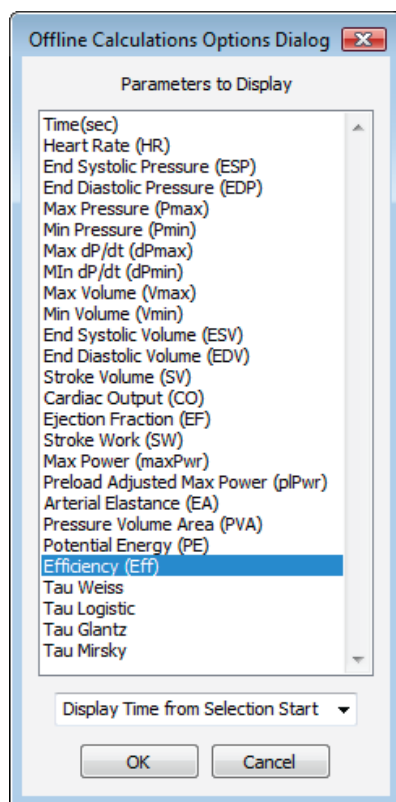 Offline Calculations Options Dialog
Parameters to Display
Time(sec)
Heart Rate (HR)
End Systolic Pressure (ESP)
End Diastolic Pressure (EDP)
Max Pressure (Pmax)
Min Pressure (Pmin)
Max dP/dt (dPmax)
MIn dP/dt (dPmin)
Max Volume (Vmax)
Min Volume (Vmin)
End Systolic Volume (ESV)
End Diastolic Volume (EDV)
Stroke Volume (SV)
Cardiac Output (CO)
Ejection Fraction (EF)
Stroke Work (SW)
Max Power (maxPwr)
Preload Adjusted Max Power (plPwr)
Arterial Elastance (EA)
Pressure Volume Area (PVA)
Potential Energy (PE)
Efficiency (Eff)
Tau Weiss
Tau Logistic
Tau Glantz
Tau Mirsky
Display Time from Selection Start
OK Cancel